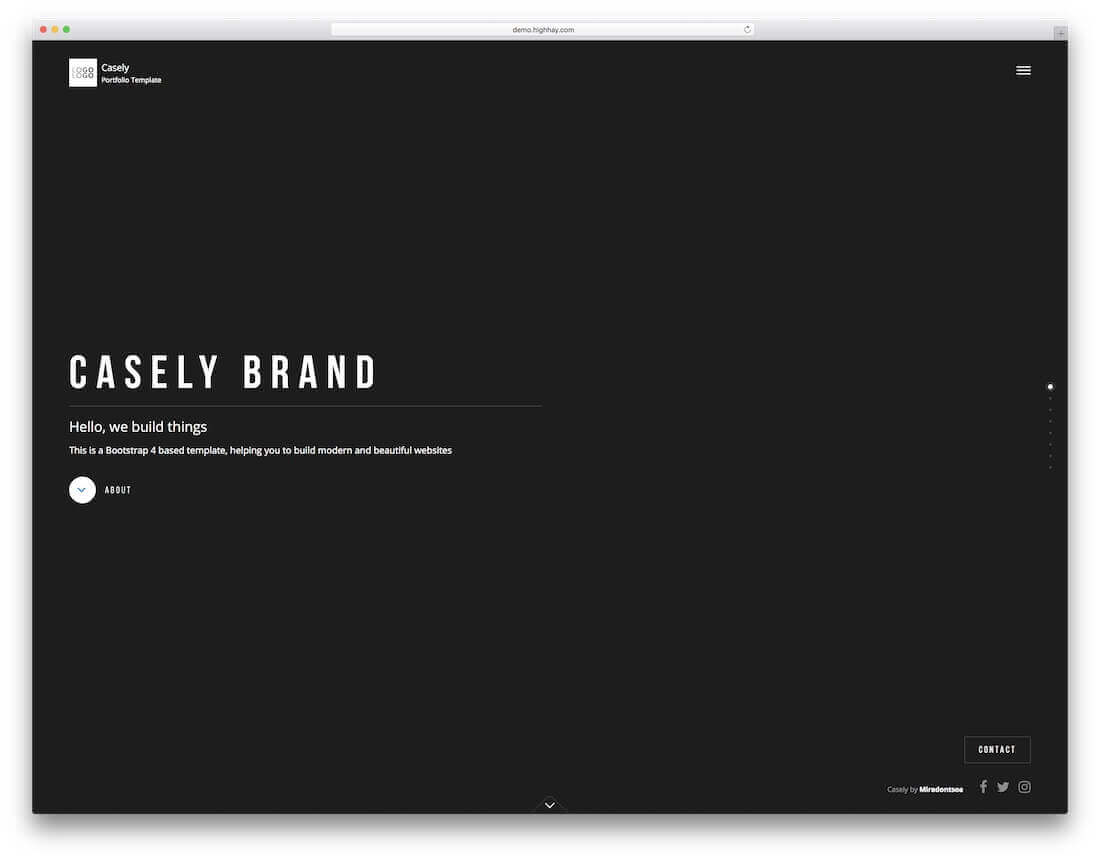 demo.highhay.com
LOGO
LOGO
Casely
Portfolio Template
CASELY BRAND
Hello, we build things
This is a Bootstrap 4 based template, helping you to build modern and beautiful websites
ABOUT
CONTACT
Casely by Miredontsoa